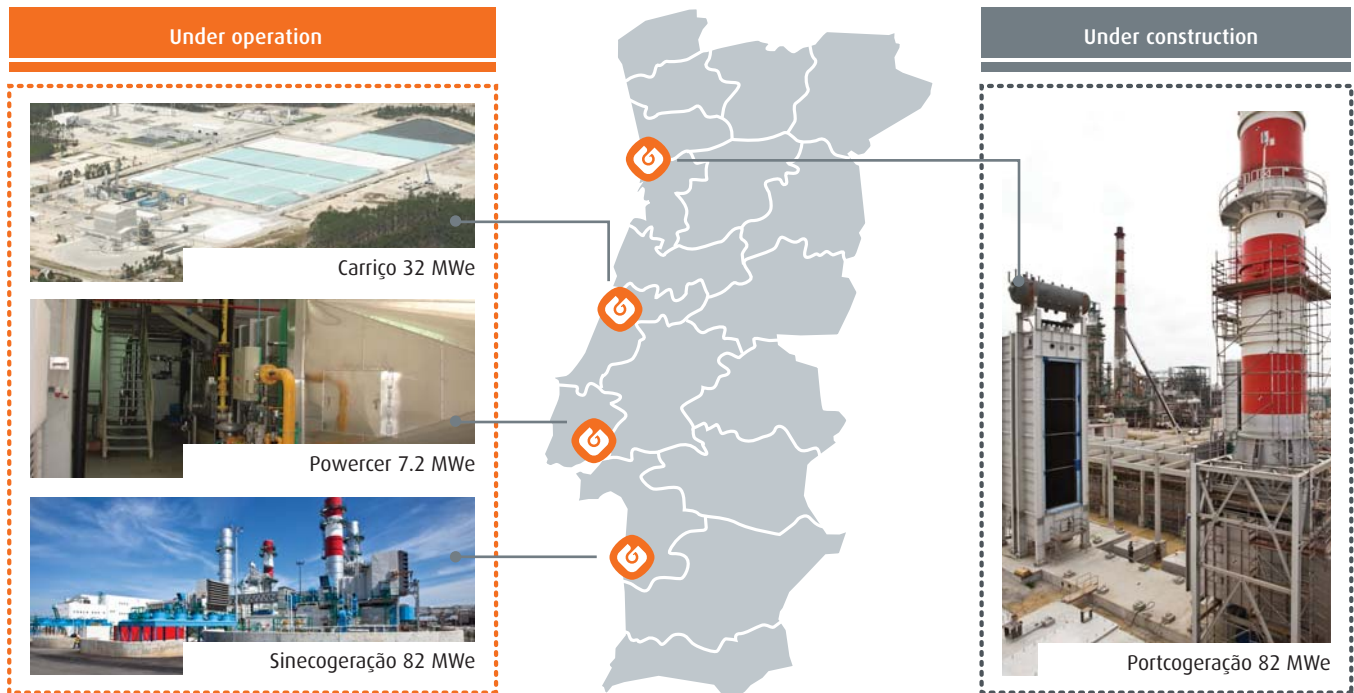 Under operation
Carriço 32 MWe
Powercer 7.2 MWe
Sinecogeração 82 MWe
Under construction
Portcogeração 82 MWe